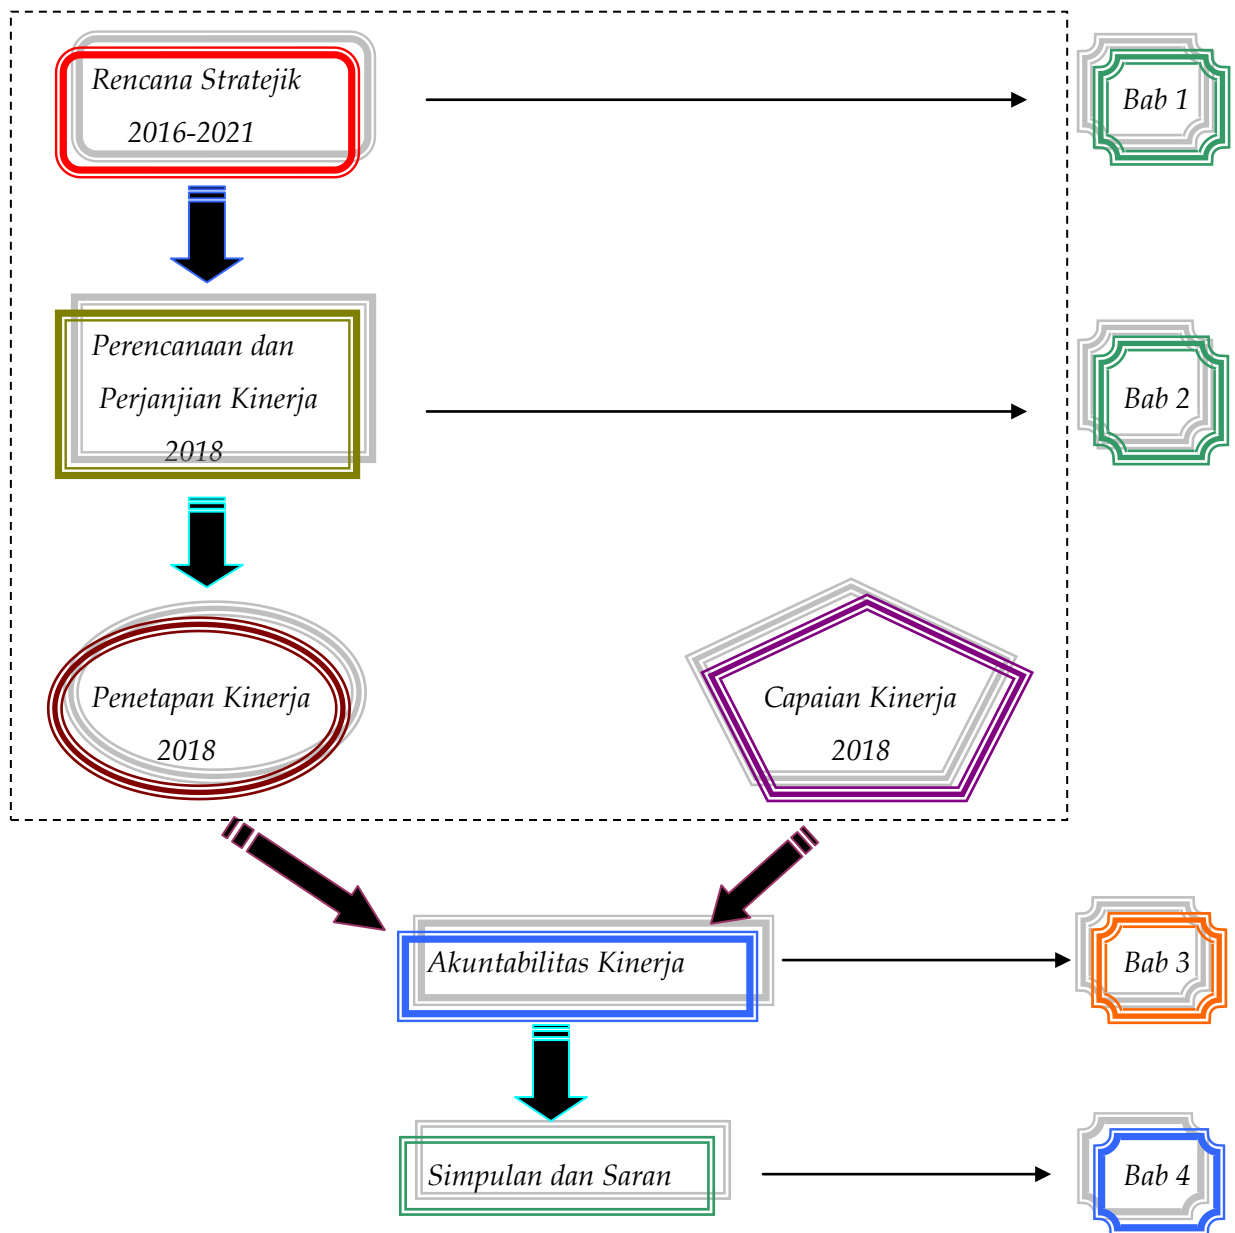 Rencana Stratejik
2016-2021
Bab 1
Perencanaan dan
Perjanjian Kinerja
2018
Bab 2
Penetapan Kinerja
2018
Capaian Kinerja
2018
Akuntabilitas Kinerja
Bab 3
Simpulan dan Saran
Bab 4